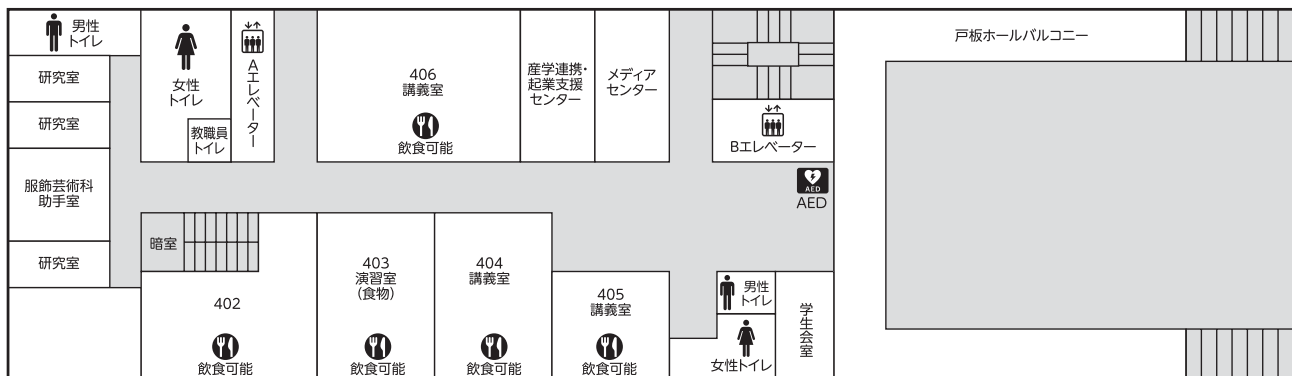 男性
トイレ
研究室
研究室
服飾芸術科
助手室
研究室
女性
トイレ
教職員
トイレ
Aエレベーター
406
講義室
飲食可能
産学連携・
起業支援
センター
メディア
センター
Bエレベーター
AED
AED
戸板ホールバルコニー
暗室
402
飲食可能
403
演習室
（食物）
飲食可能
404
講義室
飲食可能
405
講義室
飲食可能
男性
トイレ
女性トイレ
学生会室